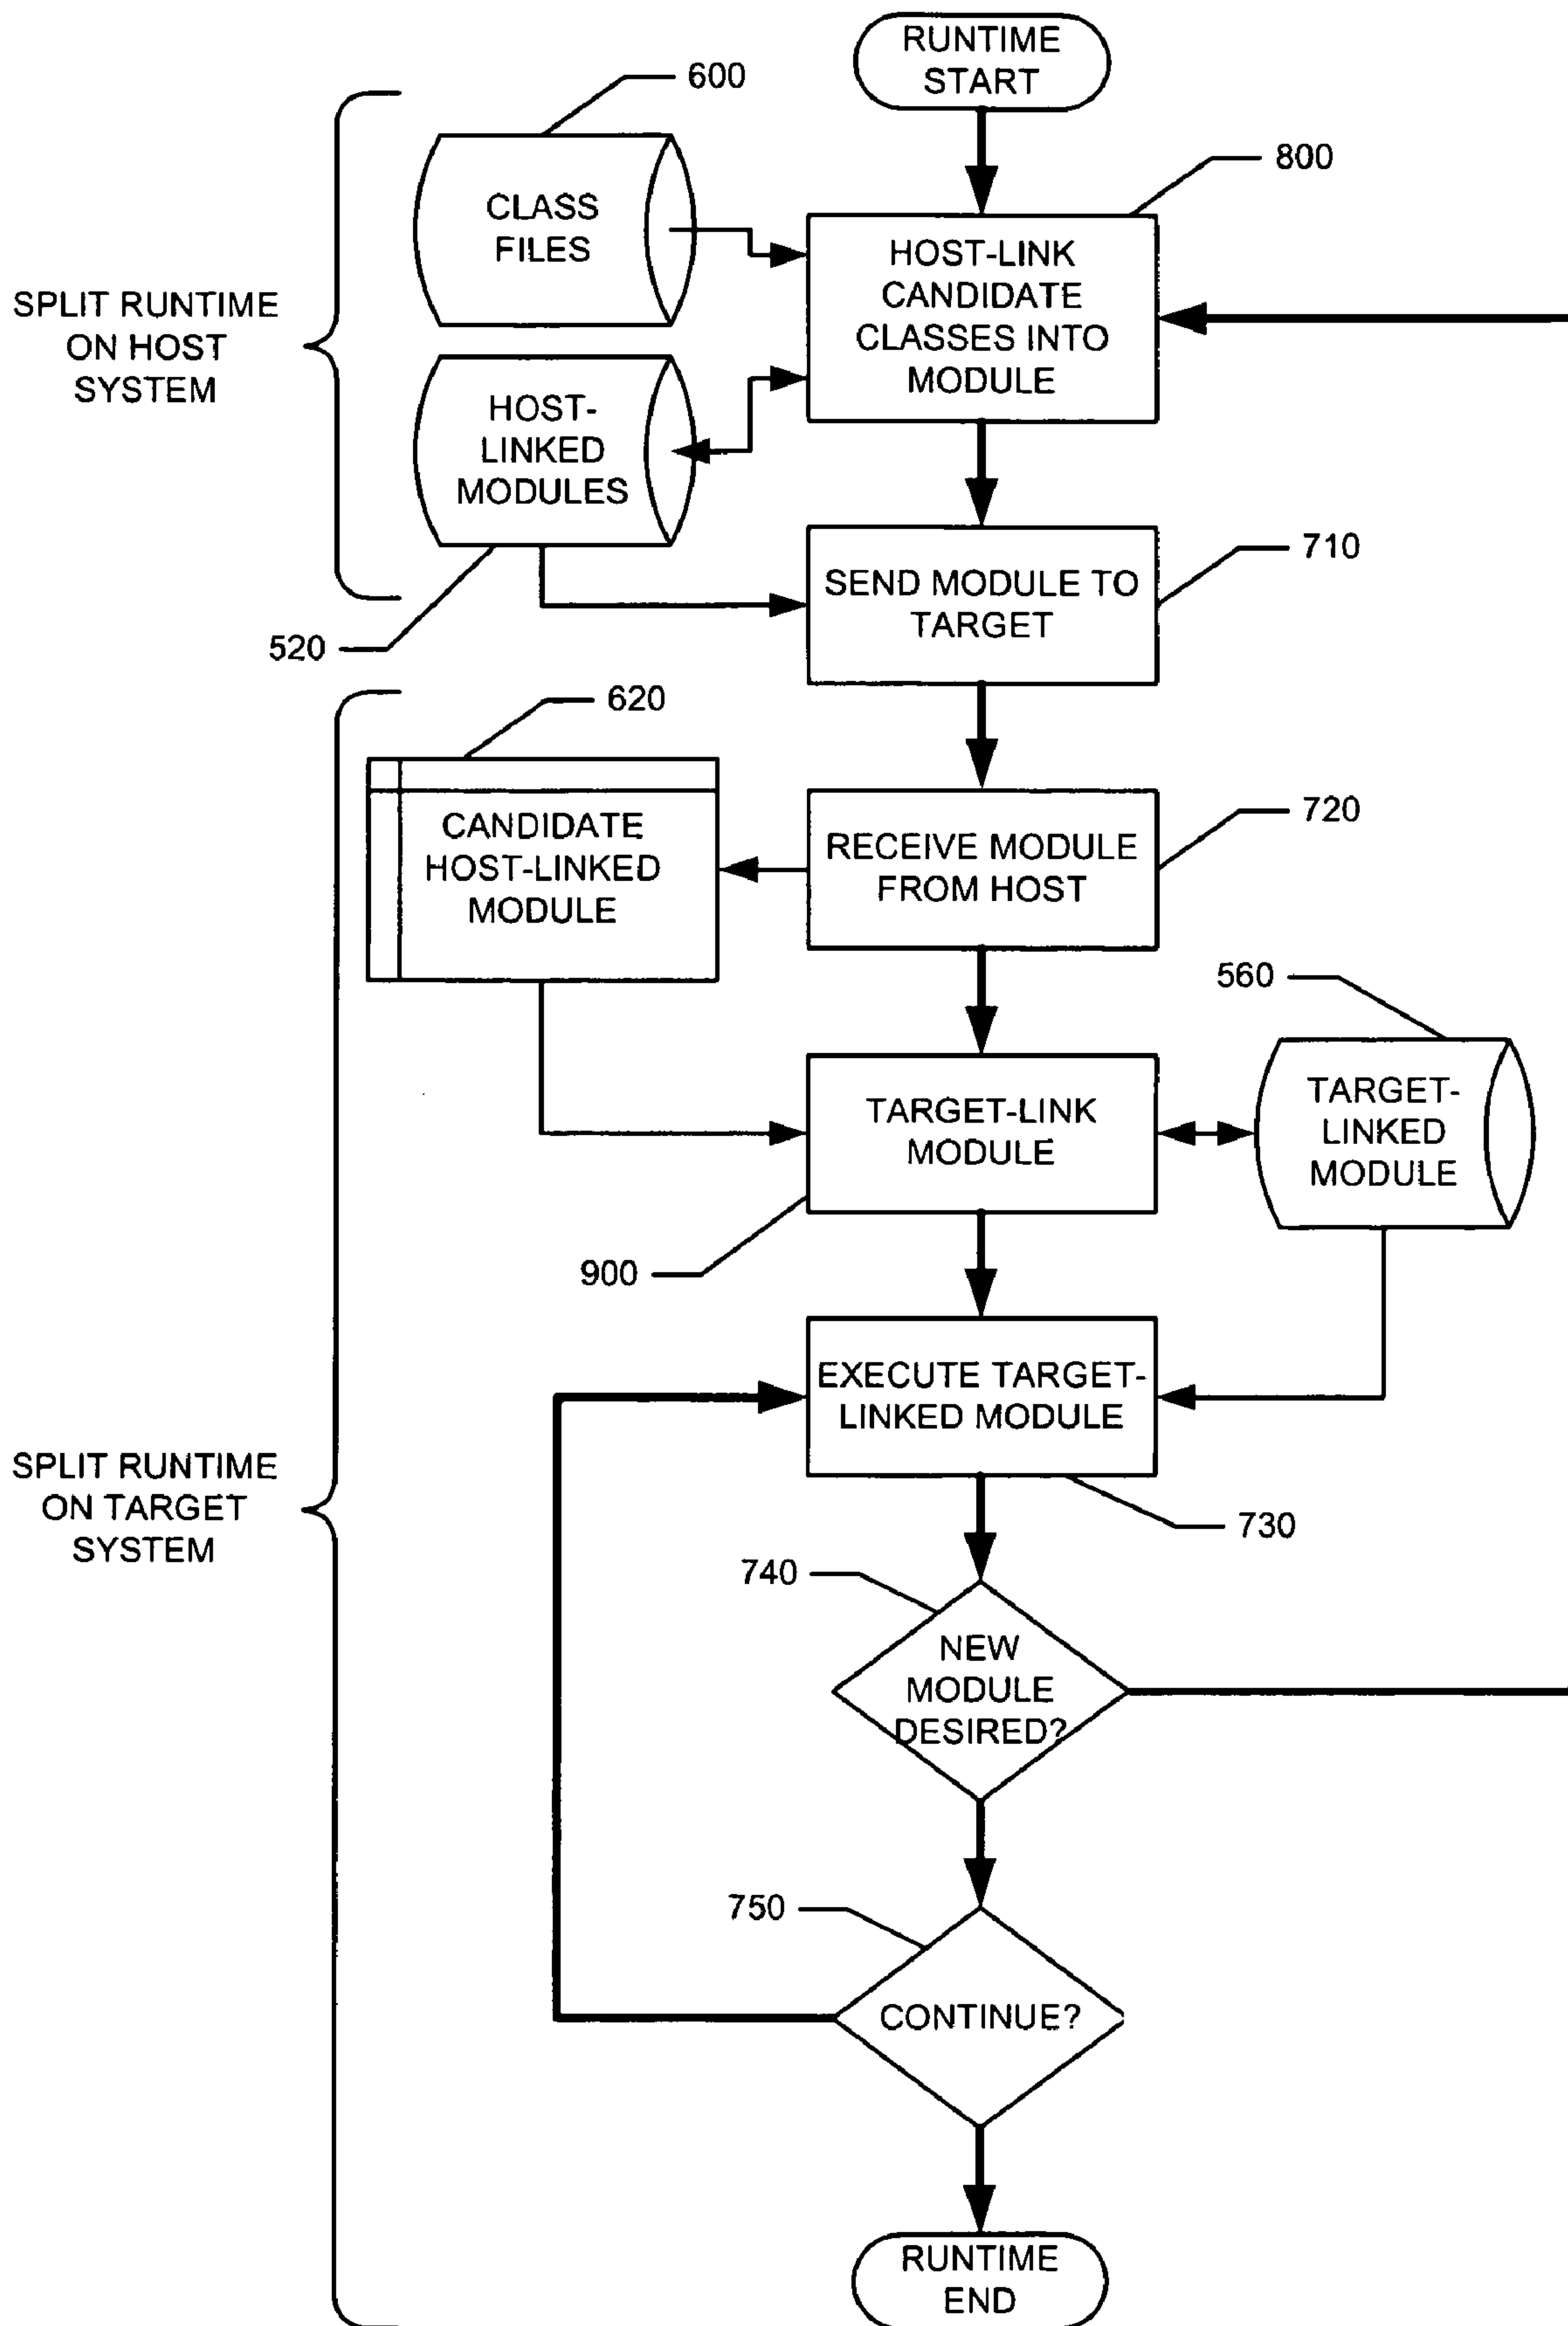 RUNTIME
START
600
800
CLASS
FILES
HOST-LINK
CANDIDATE
CLASSES INTO
MODULE
SPLIT RUNTIME
ON HOST
SYSTEM
HOST-
LINKED
MODULES
710
SEND MODULE TO
TARGET
520
620
720
CANDIDATE
HOST-LINKED
MODULE
RECEIVE MODULE
FROM HOST
560
TARGET-LINK
MODULE
TARGET-
LINKED
MODULE
900
EXECUTE TARGET-
LINKED MODULE
SPLIT RUNTIME
ON TARGET
SYSTEM
730
740
NEW
MODULE
DESIRED?
750
CONTINUE?
RUNTIME
END